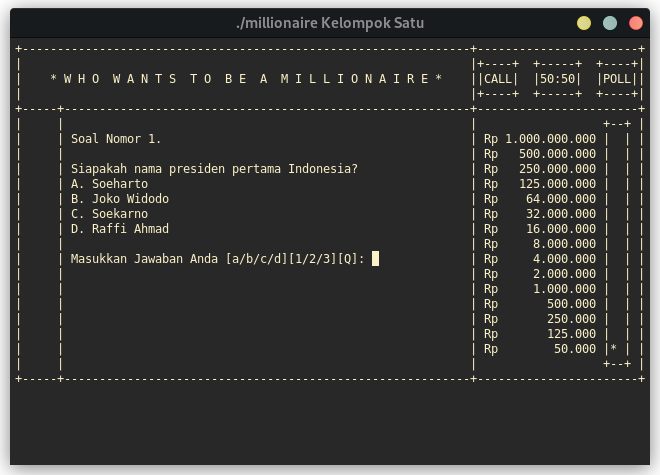 ./millionaire Kelompok Satu
* W H O  W A N T S  T O  B E  A  M I L L I O N A I R E *
|CALL| |50:50| |POLL|
Soal Nomor 1.
Siapakah nama presiden pertama Indonesia?
A. Soeharto
B. Joko Widodo
C. Soekarno
D. Raffi Ahmad
Masukkan Jawaban Anda [a/b/c/d][1/2/3][Q]:
Rp 1.000.000.000
Rp 500.000.000
Rp 250.000.000
Rp 125.000.000
Rp 64.000.000
Rp 32.000.000
Rp 16.000.000
Rp 8.000.000
Rp 4.000.000
Rp 2.000.000
Rp 1.000.000
Rp 500.000
Rp 250.000
Rp 125.000
Rp 50.000 |* |